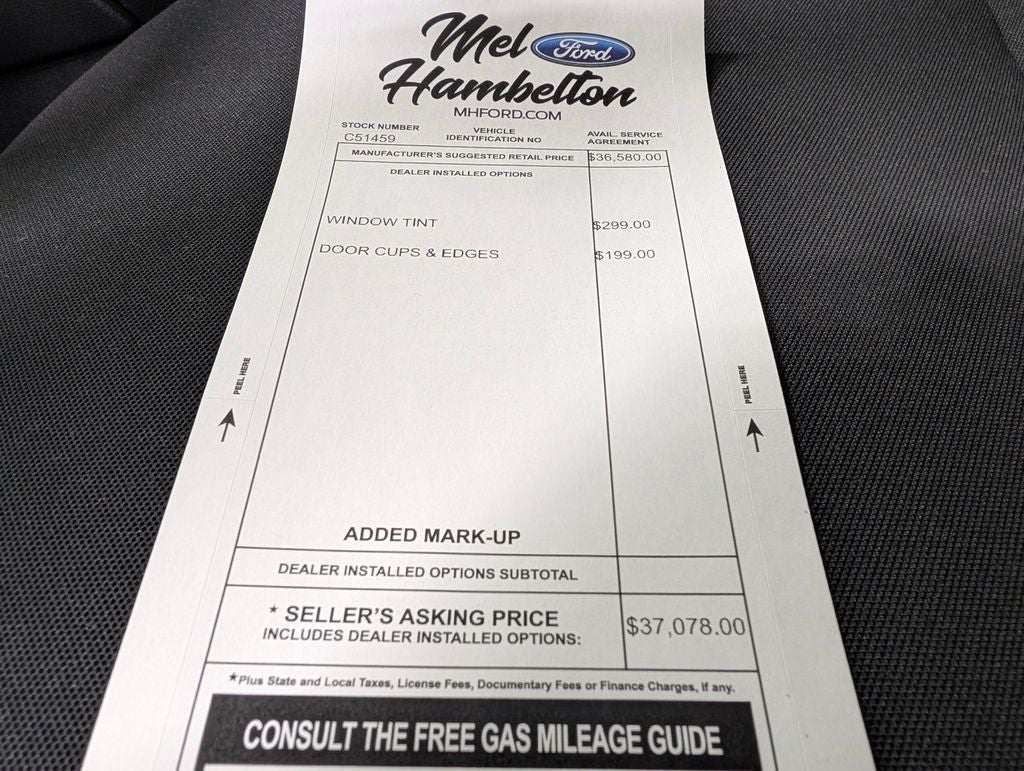 Mel Ford
Hambelton
MHFORD.COM
STOCK NUMBER
C51459
VEHICLE
IDENTIFICATION NO
AVAIL. SERVICE
AGREEMENT
MANUFACTURER'S SUGGESTED RETAIL PRICE $36,580.00
DEALER INSTALLED OPTIONS
WINDOW TINT $299.00
DOOR CUPS & EDGES $199.00
PEEL HERE
PEEL HERE
ADDED MARK-UP
DEALER INSTALLED OPTIONS SUBTOTAL
* SELLER'S ASKING PRICE
INCLUDES DEALER INSTALLED OPTIONS:
$37,078.00
*Plus State and Local Taxes, License Fees, Documentary Fees or Finance Charges, if any.
CONSULT THE FREE GAS MILEAGE GUIDE